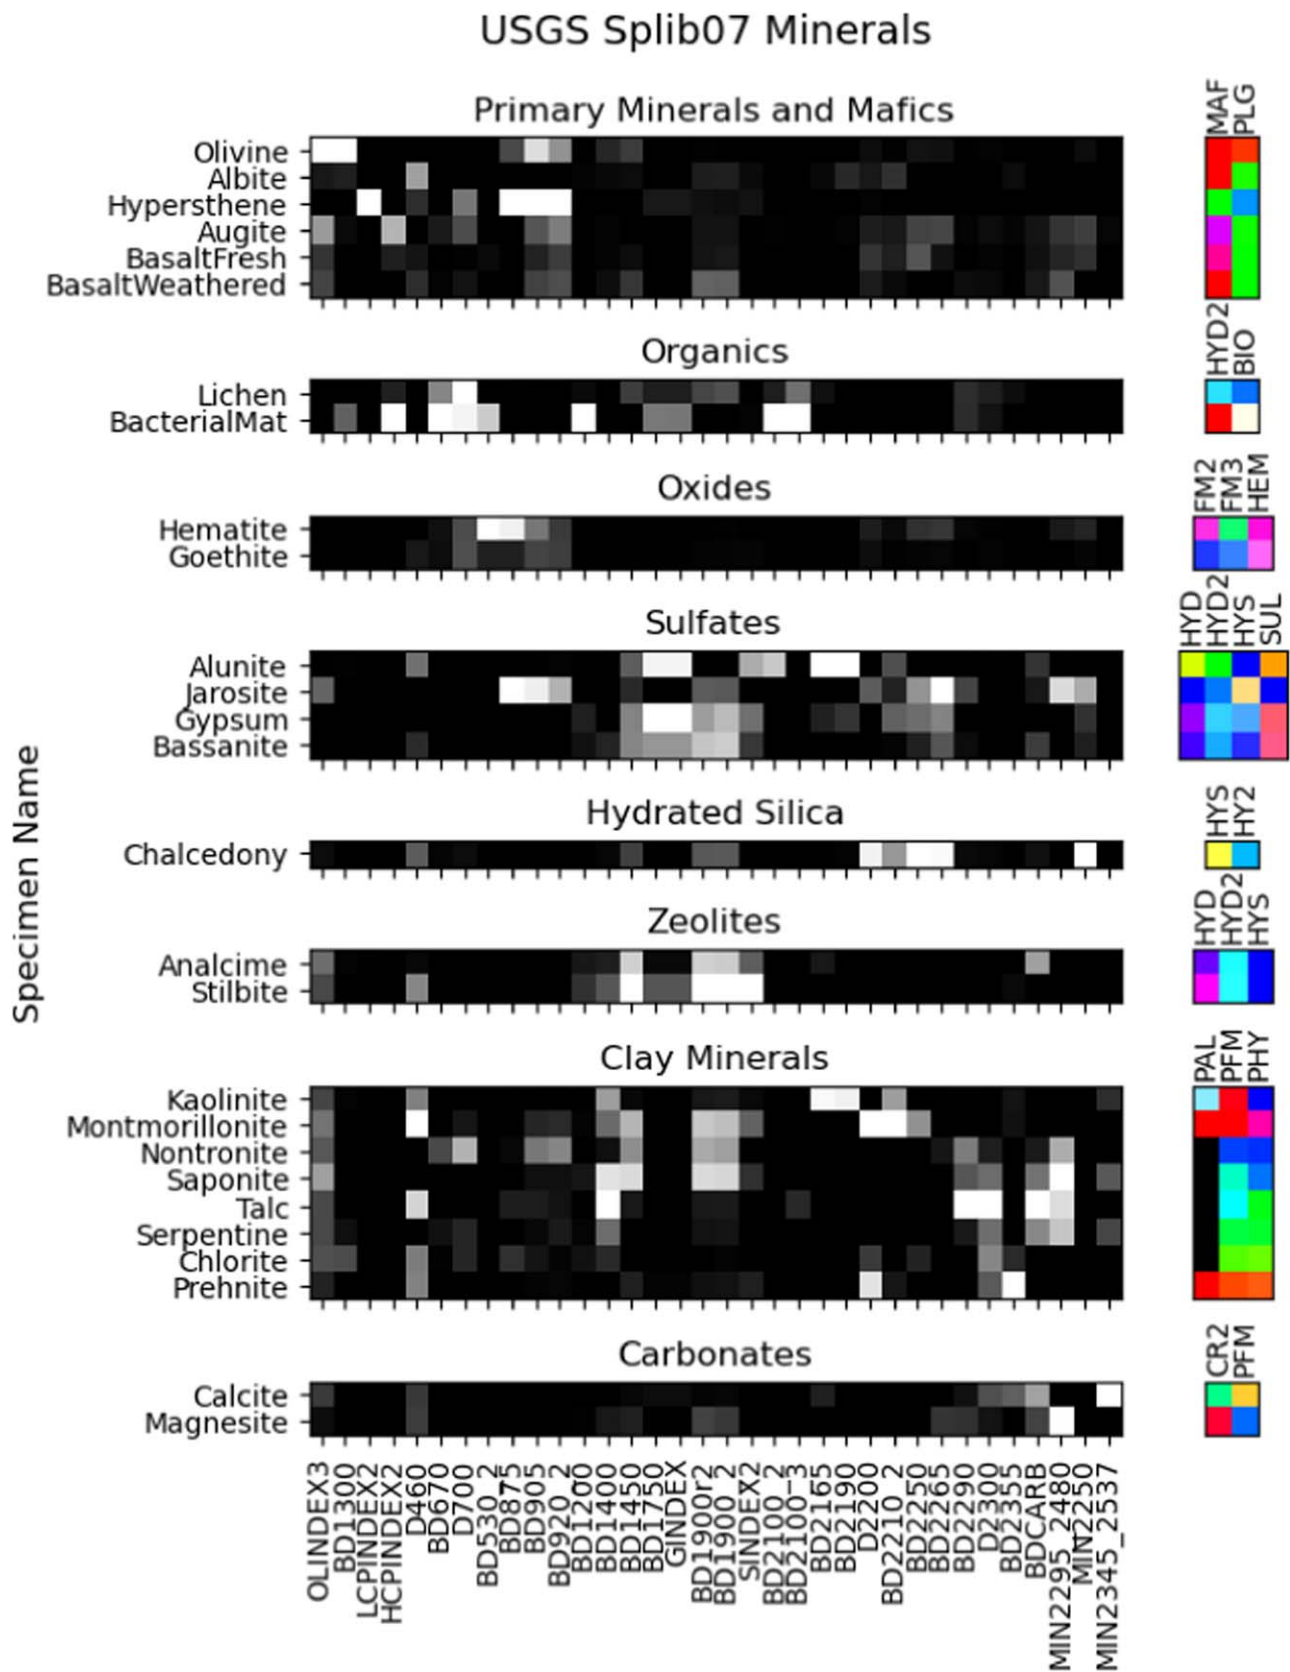 USGS Splib07 Minerals
Primary Minerals and Mafics
MAF
PLG
Olivine
Albite
Hypersthene
Augite
BasaltFresh
BasaltWeathered
Organics
HYD2
BIO
Lichen
BacterialMat
Oxides
FM2
FM3
HEM
Hematite
Goethite
Sulfates
HYD
HYD2
HYS
SUL
Alunite
Jarosite
Gypsum
Bassanite
Specimen Name
Hydrated Silica
HYS
HY2
Chalcedony
Zeolites
HYD
HYD2
HYS
Analcime
Stilbite
Clay Minerals
PAL
PFM
PHY
Kaolinite
Montmorillonite
Nontronite
Saponite
Talc
Serpentine
Chlorite
Prehnite
Carbonates
CR2
PFM
Calcite
Magnesite
OLINDEX3
BD1300
LCPINDEX2
HCPINDEX2
D460
BD670
D700
BD530_2
BD875
BD905
BD920_2
BD1200
BD1400
BD1450
BD1750
GINDEX
BD1900r2
BD1900_2
SINDEX2
BD2100_2
BD2100-3
BD2165
BD2190
D2200
BD2210_2
BD2250
BD2265
BD2290
D2300
BD2355
BDCARB
MIN2295_2480
MIN2250
MIN2345_2537